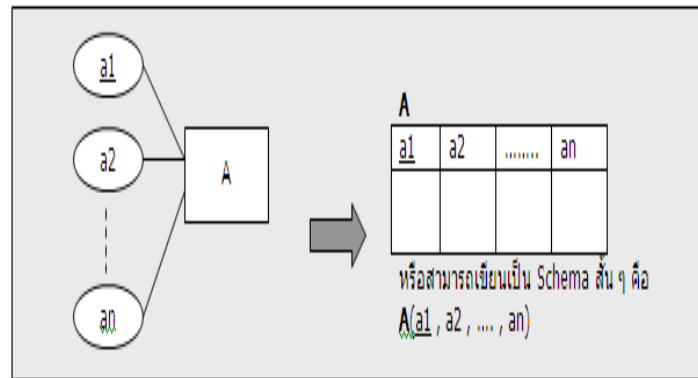 a1
a2
an
A
A
a1 a2 ........ an
หรือสามารถเขียนเป็น Schema สั้น ๆ คือ
A(a1 , a2 , .... , an)